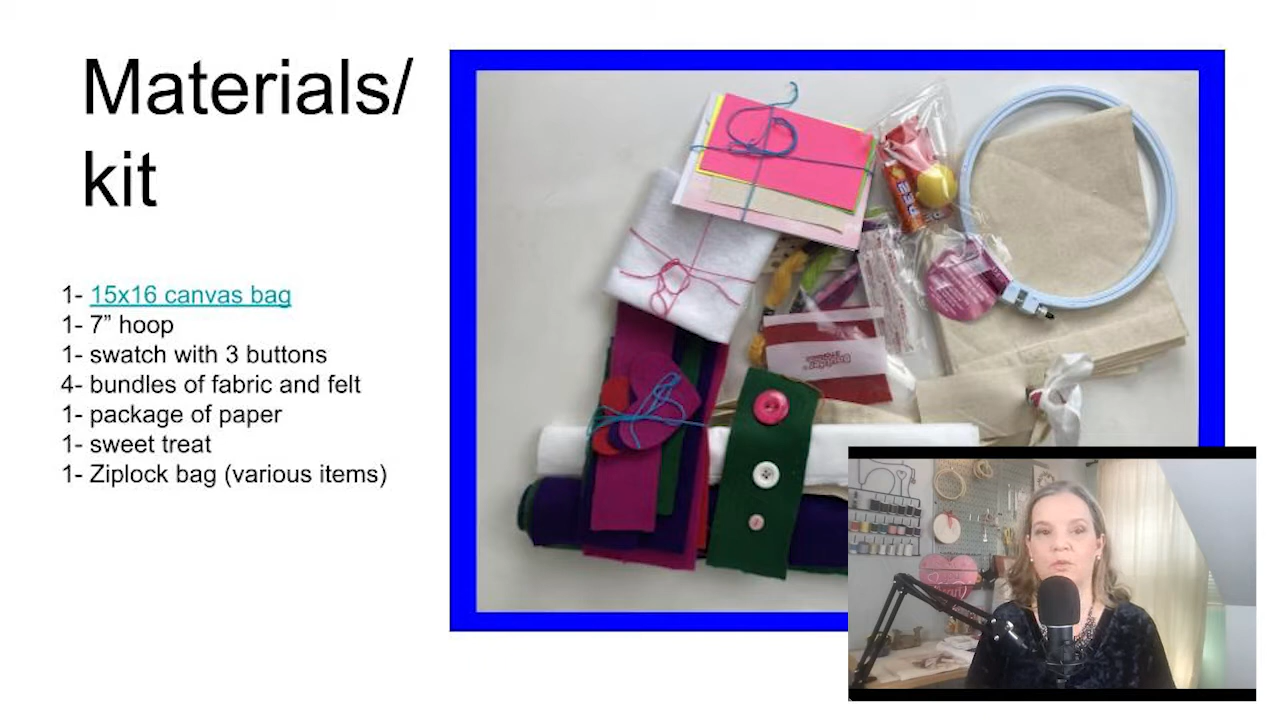 Materials/
kit
1- 15x16 canvas bag
1- 7” hoop
1- swatch with 3 buttons
4- bundles of fabric and felt
1- package of paper
1- sweet treat
1- Ziplock bag (various items)
PEZ